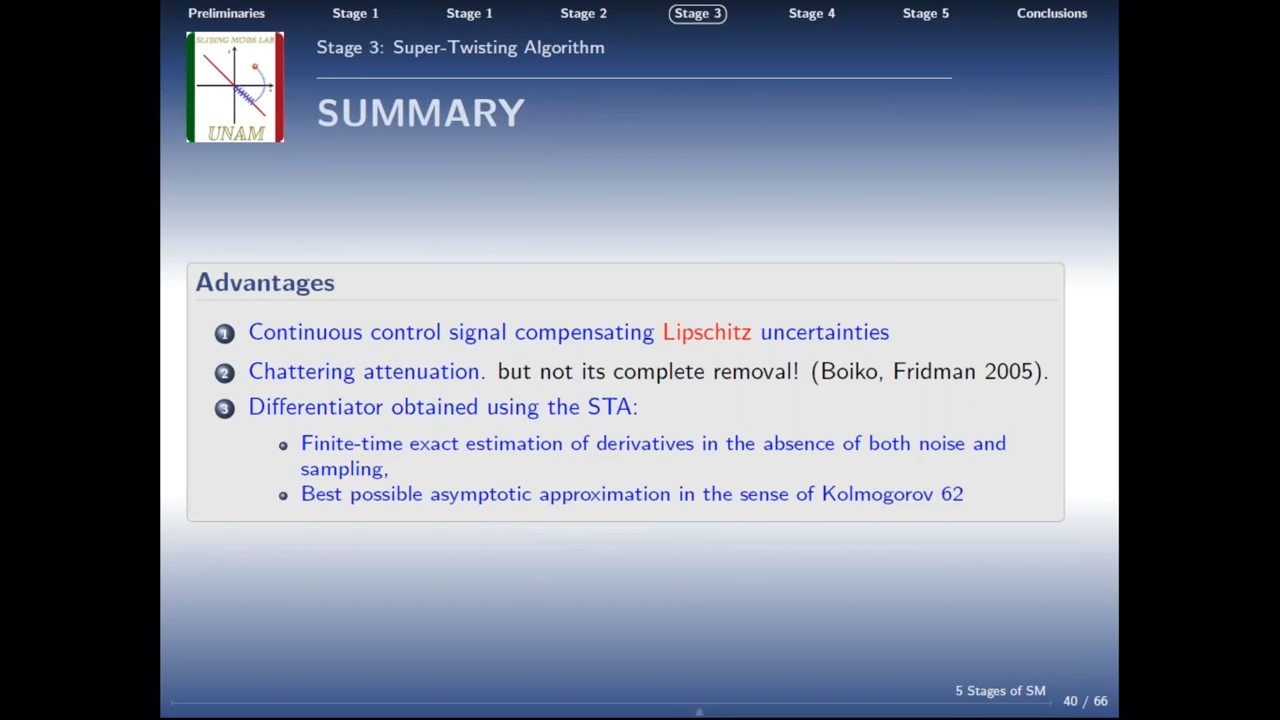 Preliminaries Stage 1 Stage 1 Stage 2 Stage 3 Stage 4 Stage 5 Conclusions
SLIDING MODE LAB
UNAM
Stage 3: Super-Twisting Algorithm
SUMMARY
Advantages
1 Continuous control signal compensating Lipschitz uncertainties
2 Chattering attenuation. but not its complete removal! (Boiko, Fridman 2005).
3 Differentiator obtained using the STA:
Finite-time exact estimation of derivatives in the absence of both noise and
sampling,
Best possible asymptotic approximation in the sense of Kolmogorov 62
5 Stages of SM
40 / 66